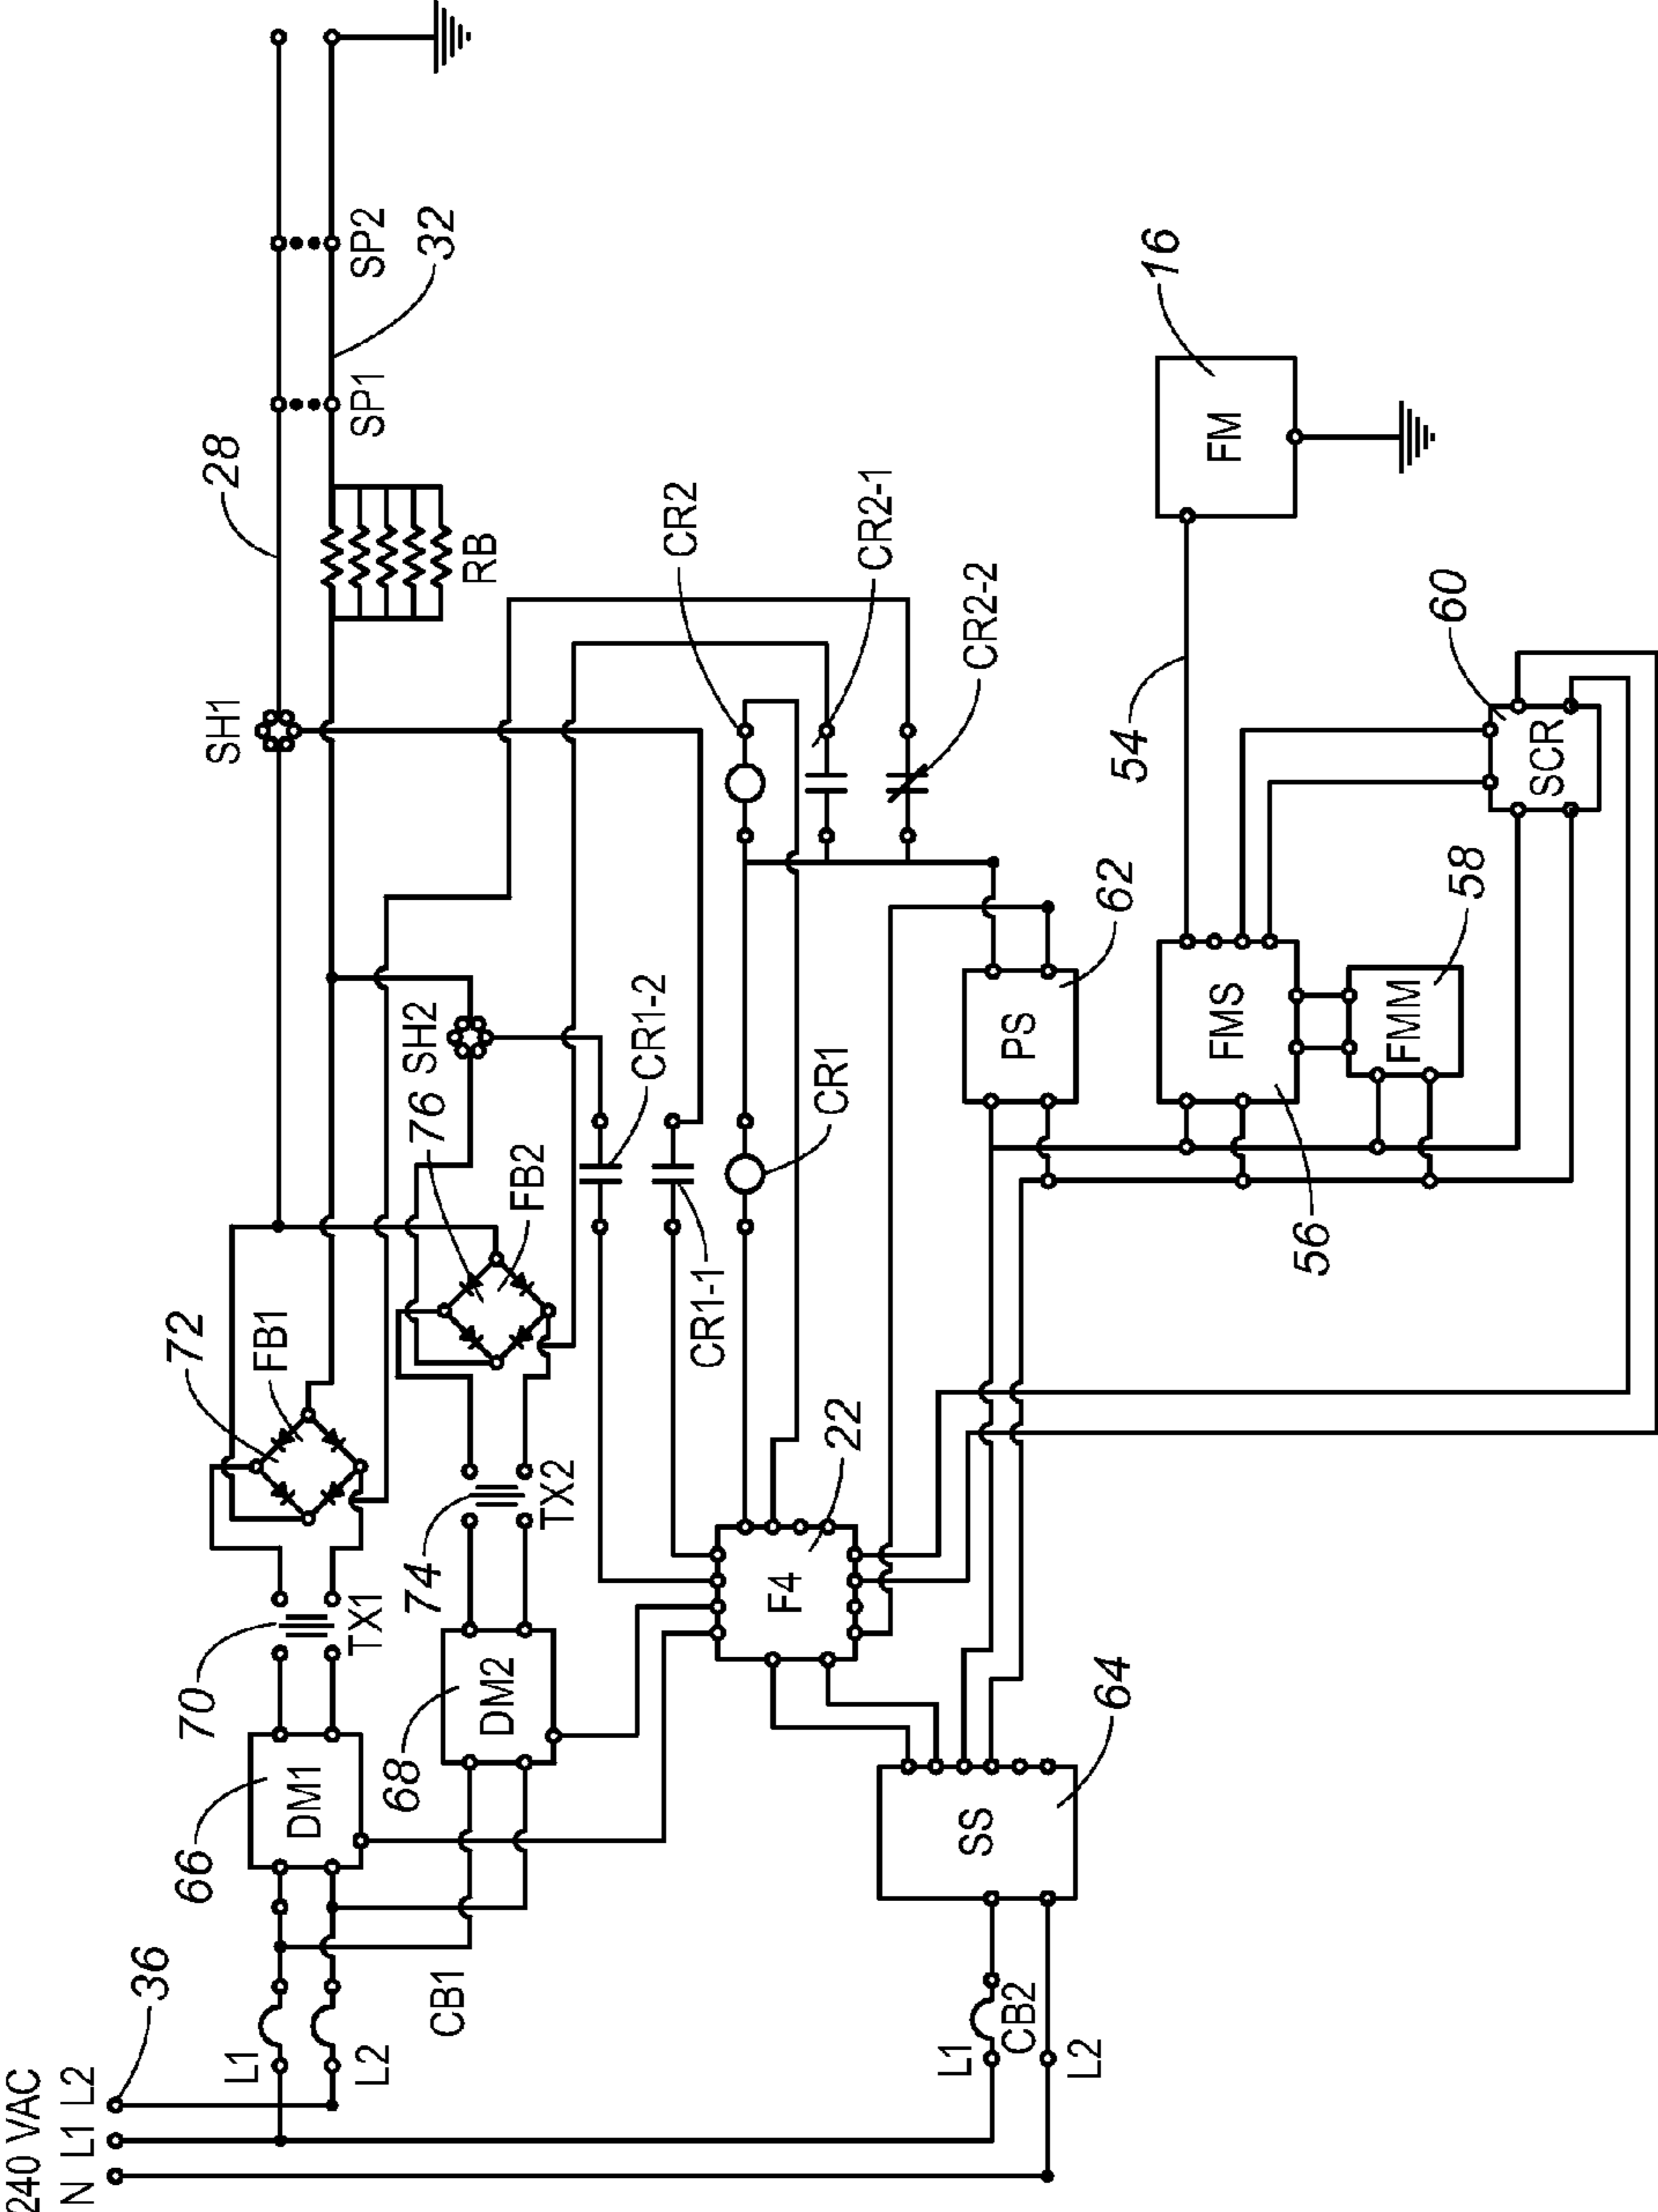 240 VAC
N L1 L2
36
L1
L2
CB1
66
DM1
70
TX1
72
FB1
68
DM2
74
TX2
76
FB2
SH2
SH1
28
RB
SP1
SP2
32
CR1-2
CR1-1
CR1
CR2
CR2-1
CR2-2
F4
22
L1
CB2
L2
SS
64
PS
62
FMS
56
FMM
58
SCR
60
54
FM
16